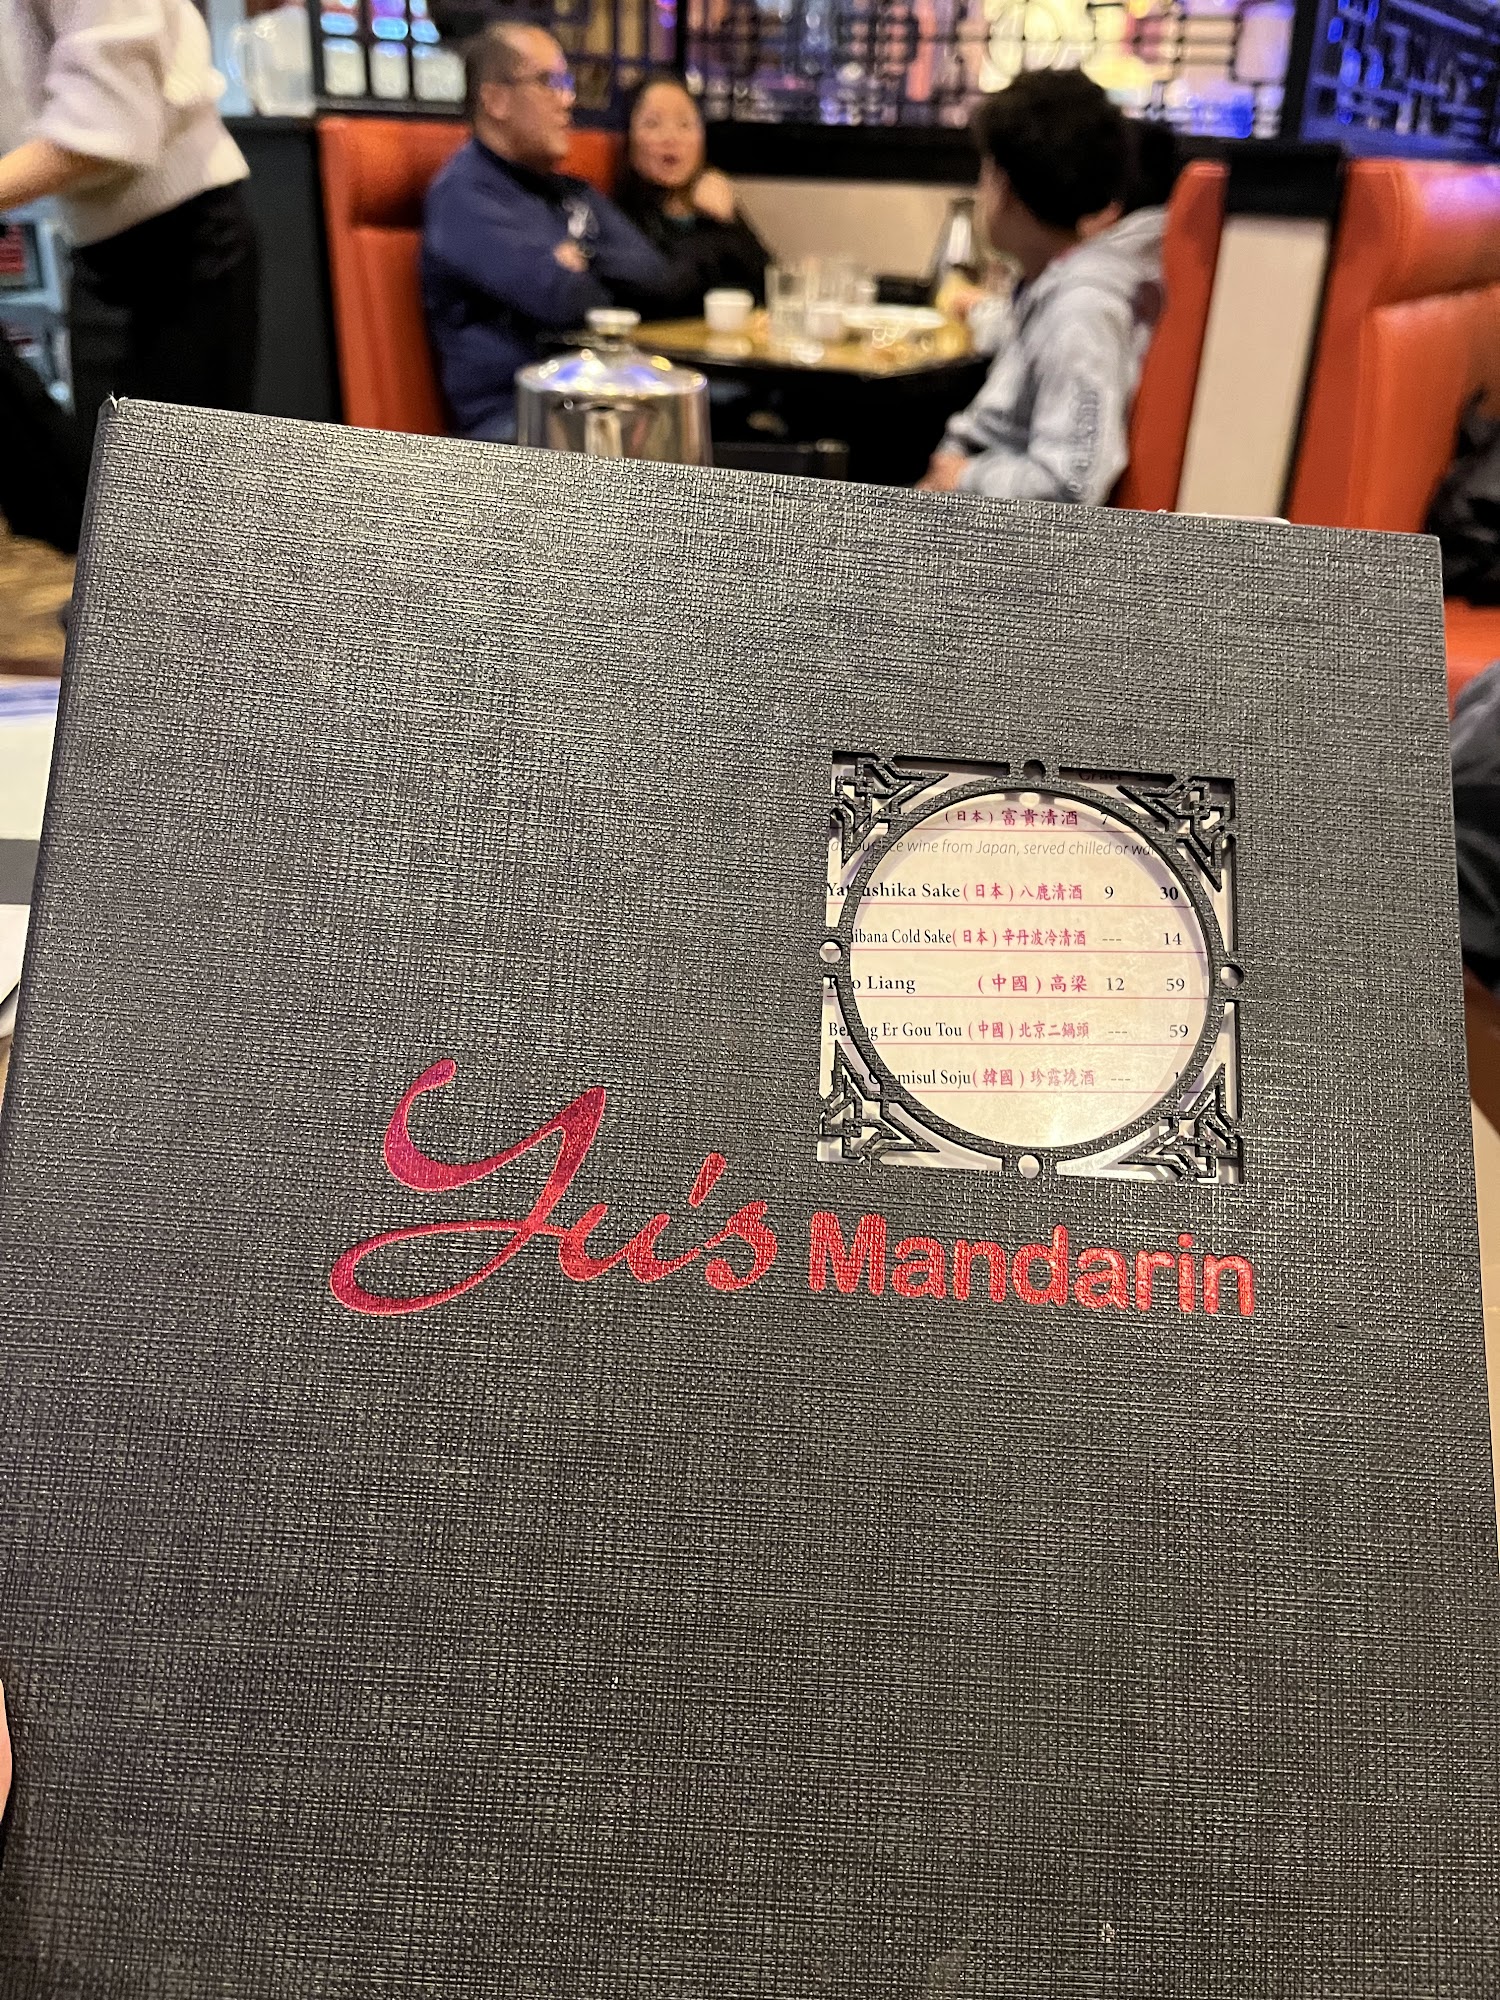 (日本) 富貴清酒 7
ce wine from Japan, served chilled or
Sake (日本) 八鹿清酒 9 30
Cold Sake (日本) 辛丹波冷清酒 --- 14
Liang (中國) 高梁 12 59
Er Gou Tou (中國) 北京二鍋頭 --- 59
Soju (韓國) 珍露燒酒 ---
Yu's Mandarin